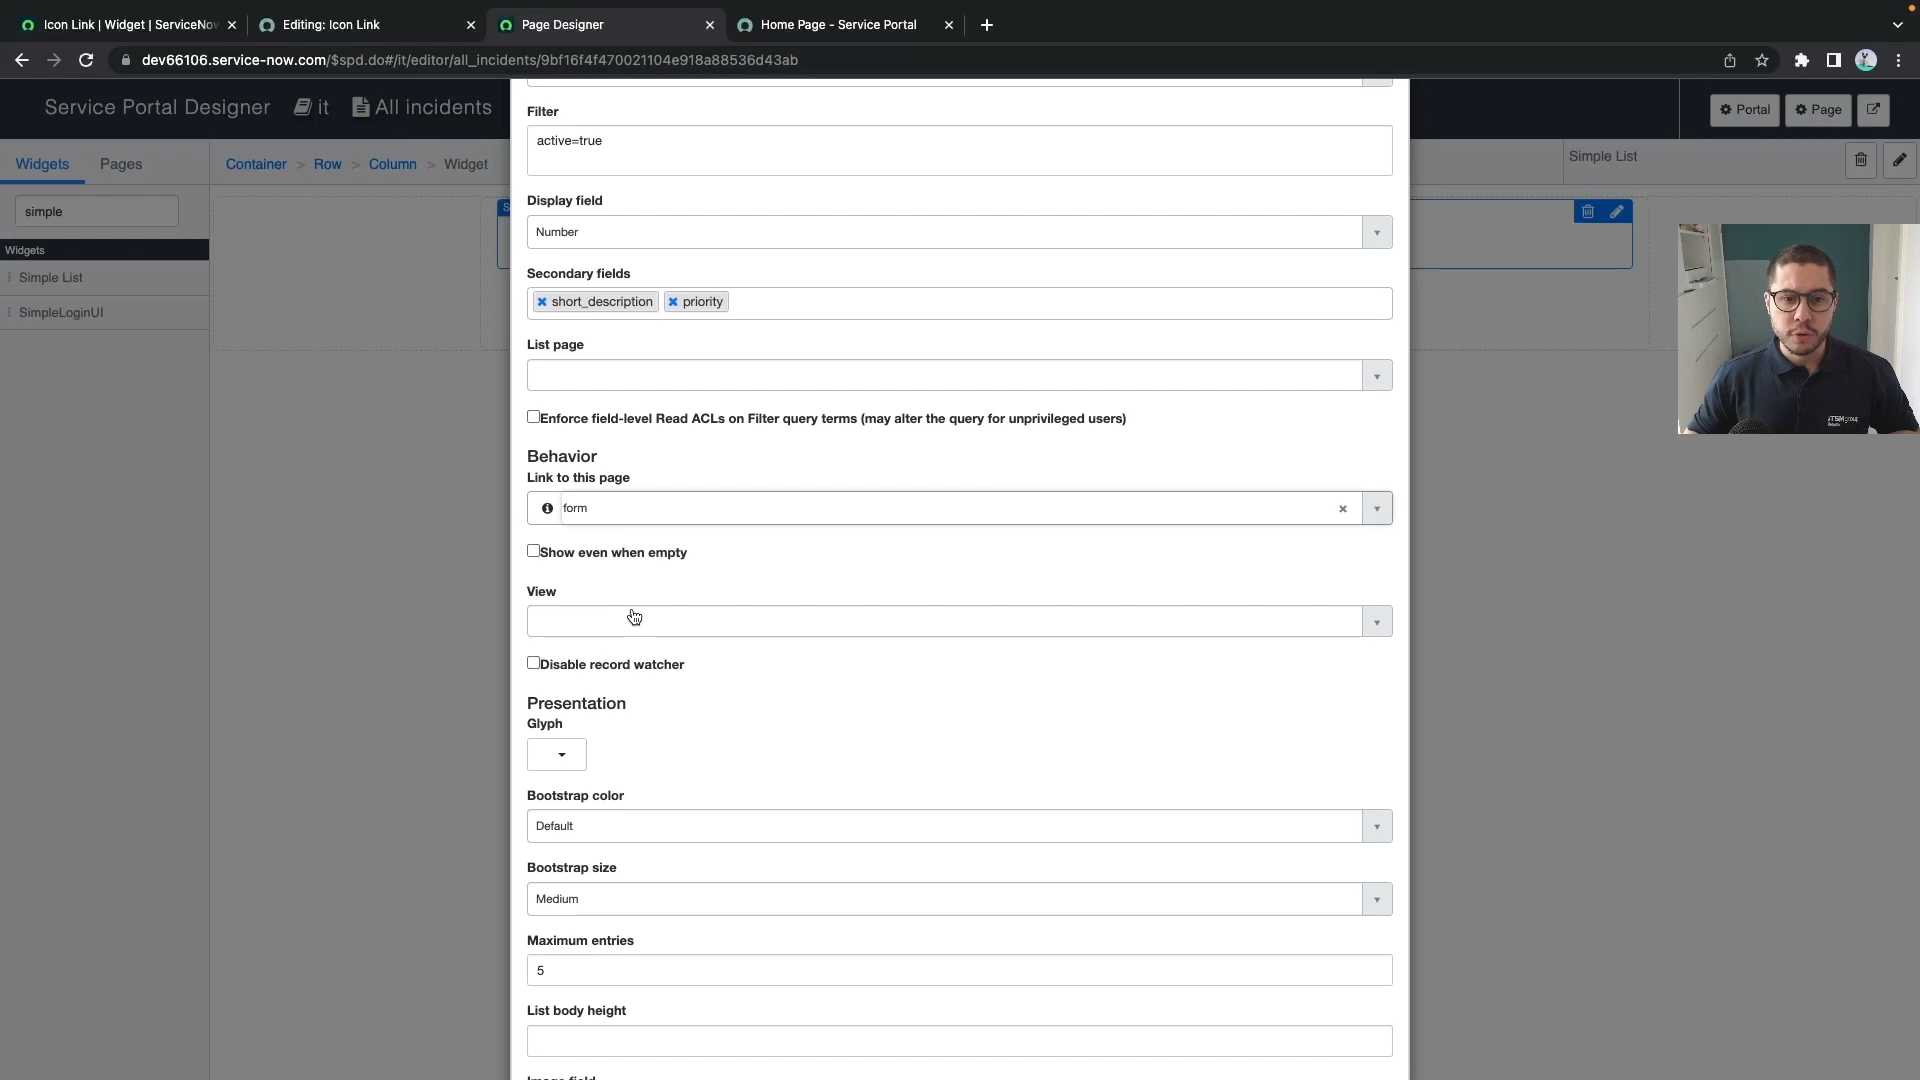 Icon Link | Widget | ServiceNow
Editing: Icon Link
Page Designer
Home Page - Service Portal
dev66106.service-now.com/$spd.do#/it/editor/all_incidents/9bf16f4f470021104e918a88536d43ab
Service Portal Designer
it
All incidents
Portal
Page
Widgets
Pages
Container > Row > Column > Widget
Simple List
simple
Widgets
Simple List
SimpleLoginUI
Filter
active=true
Display field
Number
Secondary fields
short_description
priority
List page
Enforce field-level Read ACLs on Filter query terms (may alter the query for unprivileged users)
Behavior
Link to this page
form
Show even when empty
View
Disable record watcher
Presentation
Glyph
Bootstrap color
Default
Bootstrap size
Medium
Maximum entries
5
List body height